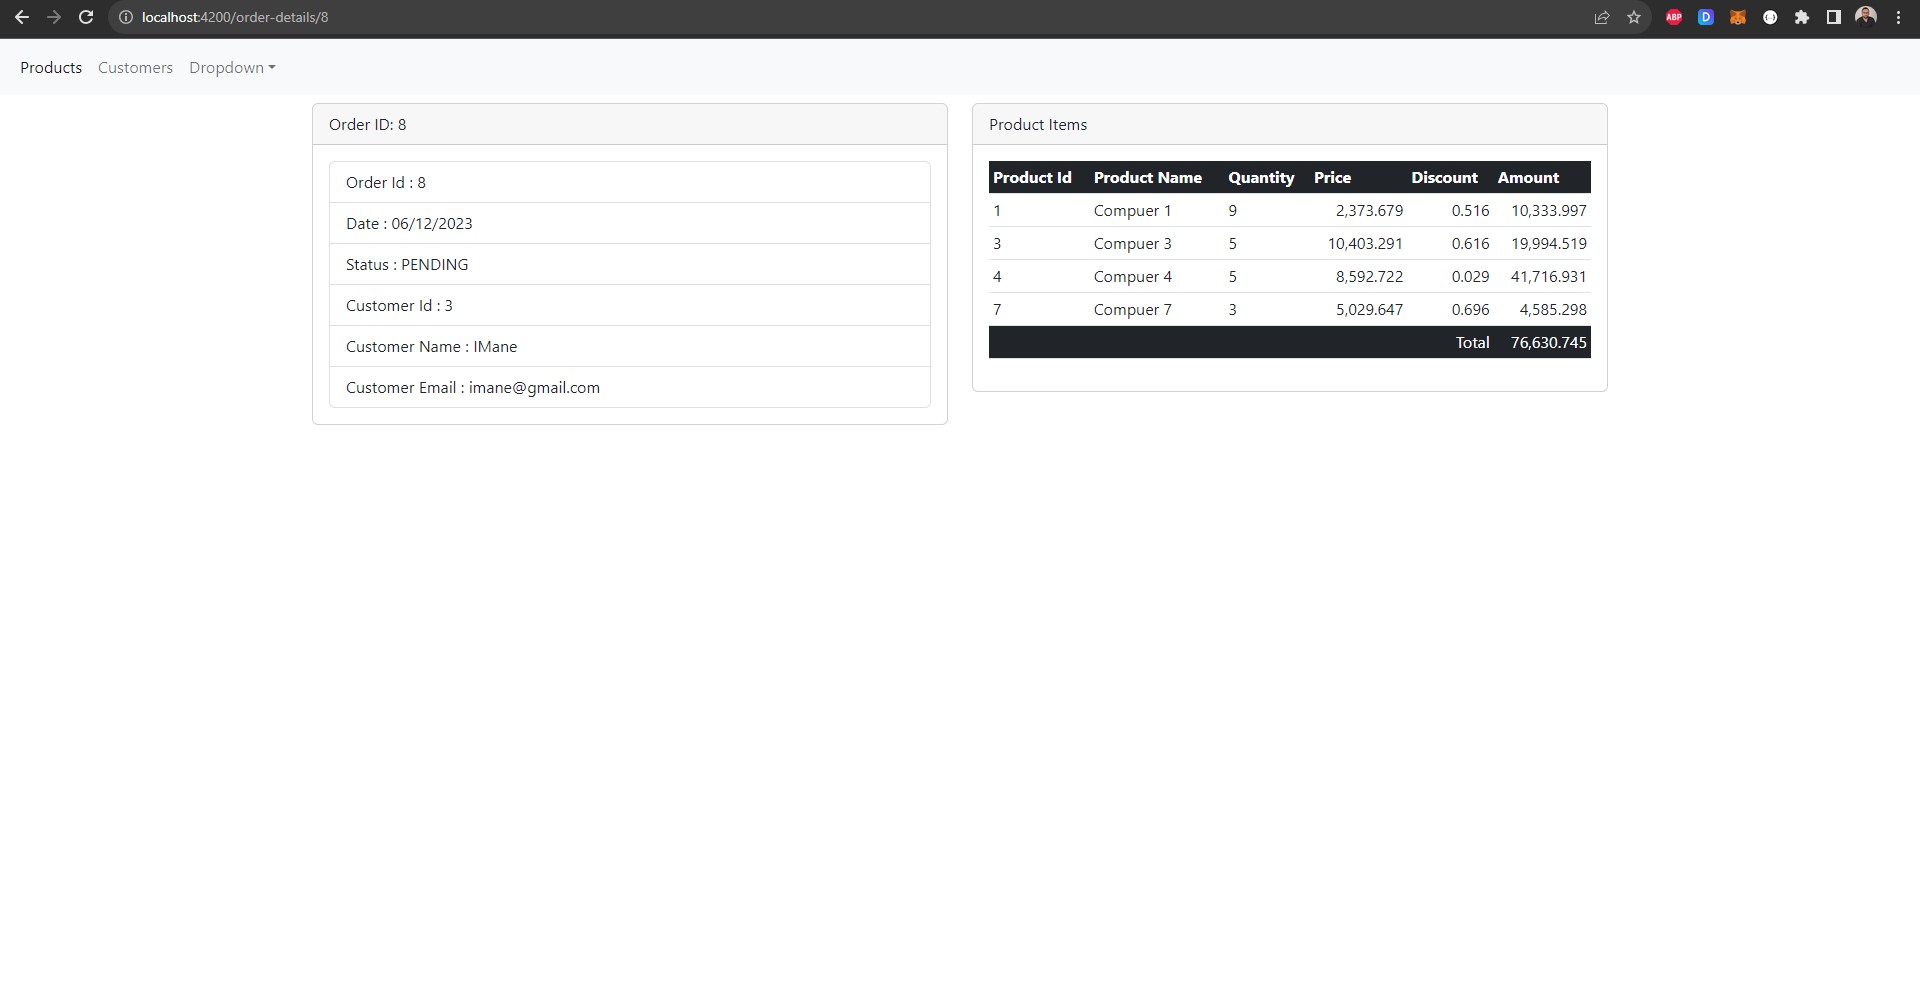 localhost:4200/order-details/8
ABP
D
Products Customers Dropdown
Order ID: 8
Order Id : 8
Date : 06/12/2023
Status : PENDING
Customer Id : 3
Customer Name : IMane
Customer Email : imane@gmail.com
Product Items
Product Id Product Name Quantity Price Discount Amount
1 Compuer 1 9 2,373.679 0.516 10,333.997
3 Compuer 3 5 10,403.291 0.616 19,994.519
4 Compuer 4 5 8,592.722 0.029 41,716.931
7 Compuer 7 3 5,029.647 0.696 4,585.298
Total 76,630.745